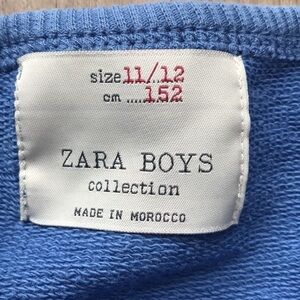 size 11/12
cm ..... 152
ZARA BOYS
collection
MADE IN MOROCCO